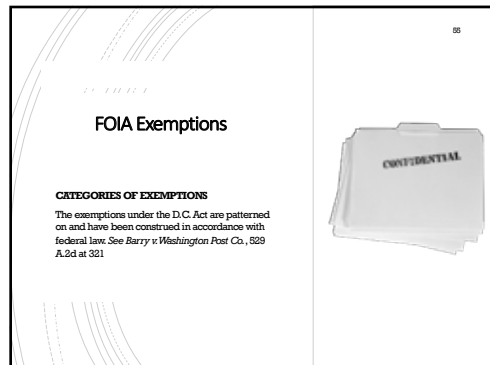 55
FOIA Exemptions
CATEGORIES OF EXEMPTIONS
The exemptions under the D.C. Act are patterned
on and have been construed in accordance with
federal law. See Barry v. Washington Post Co., 529
A.2d at 321
CONFIDENTIAL